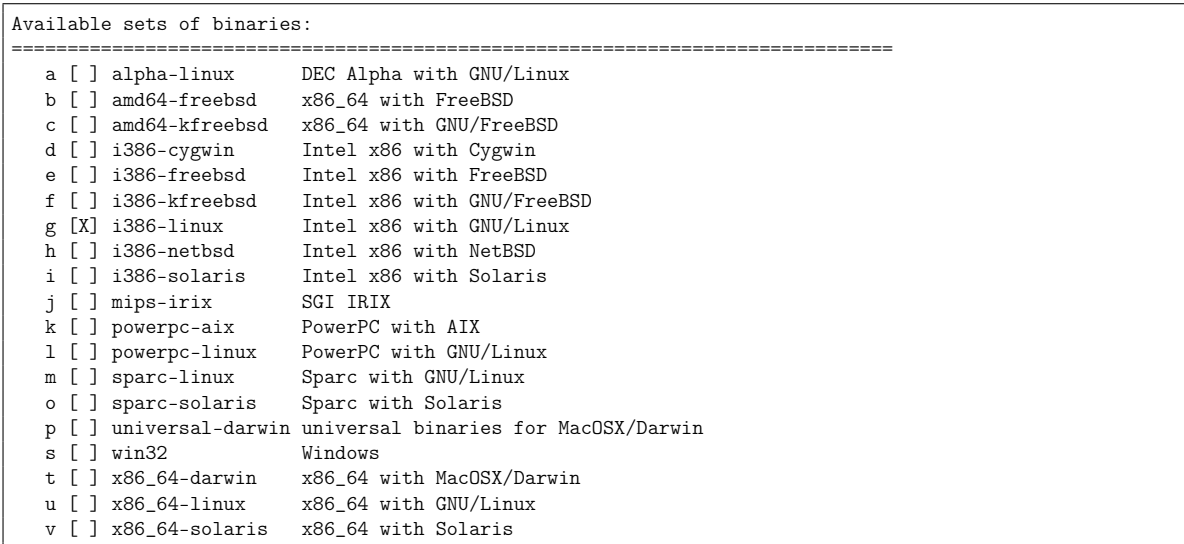 Available sets of binaries:
===============================================================================
   a [ ] alpha-linux      DEC Alpha with GNU/Linux
   b [ ] amd64-freebsd    x86_64 with FreeBSD
   c [ ] amd64-kfreebsd   x86_64 with GNU/FreeBSD
   d [ ] i386-cygwin      Intel x86 with Cygwin
   e [ ] i386-freebsd     Intel x86 with FreeBSD
   f [ ] i386-kfreebsd    Intel x86 with GNU/FreeBSD
   g [X] i386-linux       Intel x86 with GNU/Linux
   h [ ] i386-netbsd      Intel x86 with NetBSD
   i [ ] i386-solaris     Intel x86 with Solaris
   j [ ] mips-irix        SGI IRIX
   k [ ] powerpc-aix      PowerPC with AIX
   l [ ] powerpc-linux    PowerPC with GNU/Linux
   m [ ] sparc-linux      Sparc with GNU/Linux
   o [ ] sparc-solaris    Sparc with Solaris
   p [ ] universal-darwin universal binaries for MacOSX/Darwin
   s [ ] win32            Windows
   t [ ] x86_64-darwin    x86_64 with MacOSX/Darwin
   u [ ] x86_64-linux     x86_64 with GNU/Linux
   v [ ] x86_64-solaris   x86_64 with Solaris